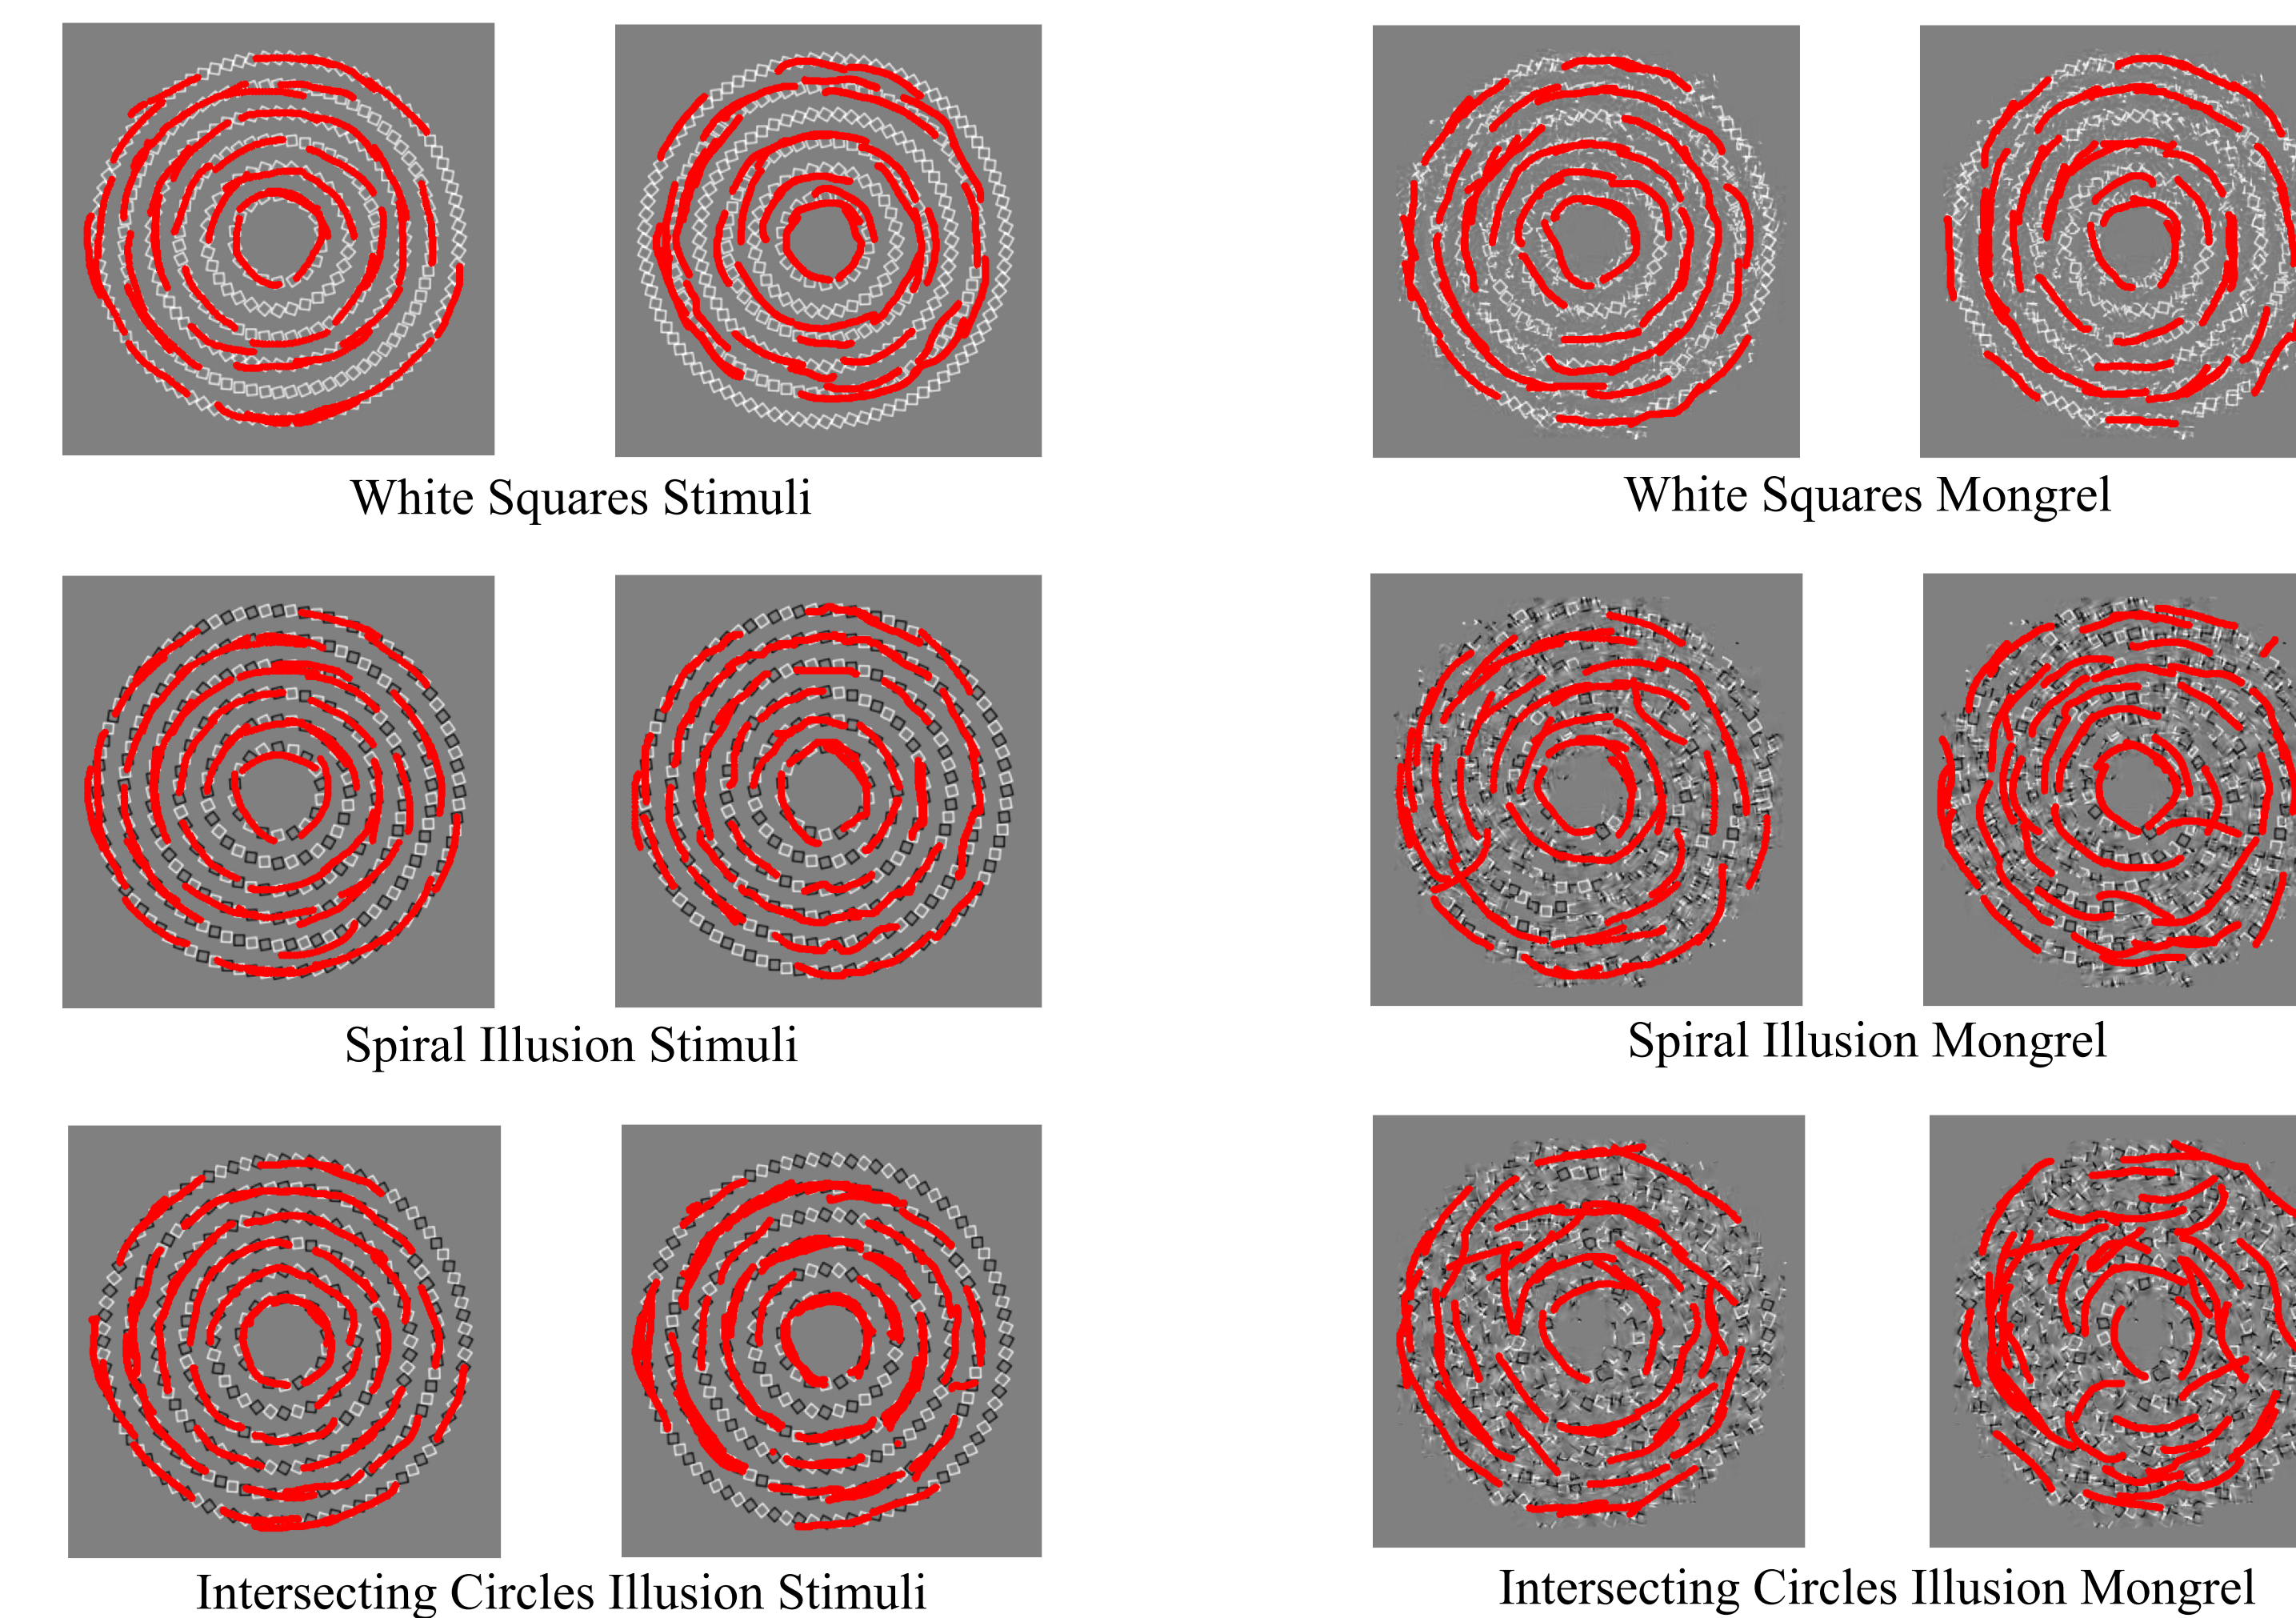 White Squares Stimuli
White Squares Mongrel
Spiral Illusion Stimuli
Spiral Illusion Mongrel
Intersecting Circles Illusion Stimuli
Intersecting Circles Illusion Mongrel